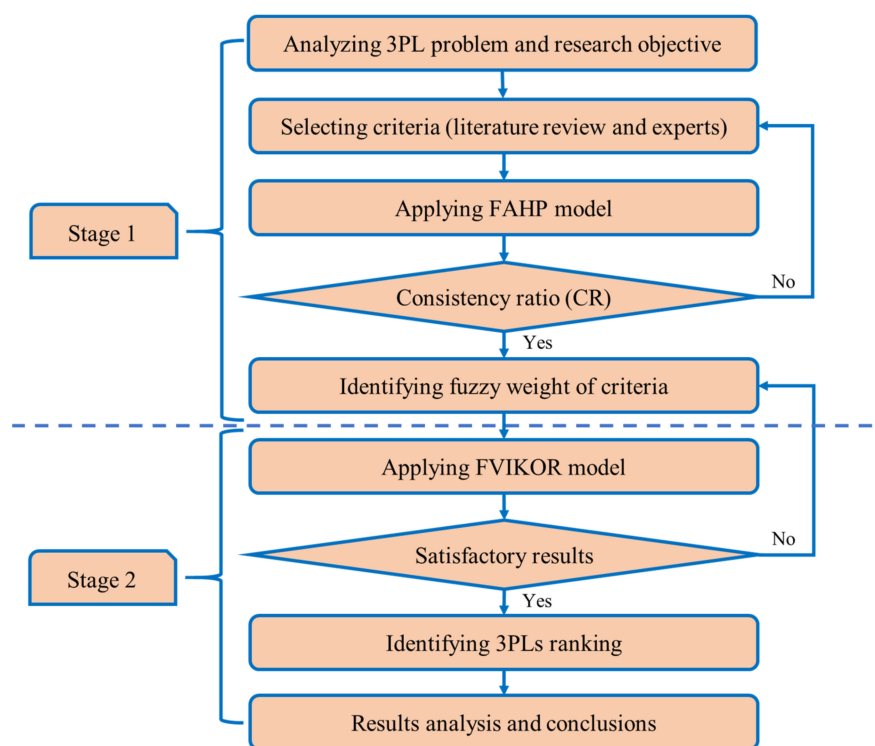 Analyzing 3PL problem and research objective
Selecting criteria (literature review and experts)
Applying FAHP model
Stage 1
Consistency ratio (CR)
No
Yes
Identifying fuzzy weight of criteria
Applying FVIKOR model
Satisfactory results
No
Stage 2
Yes
Identifying 3PLs ranking
Results analysis and conclusions